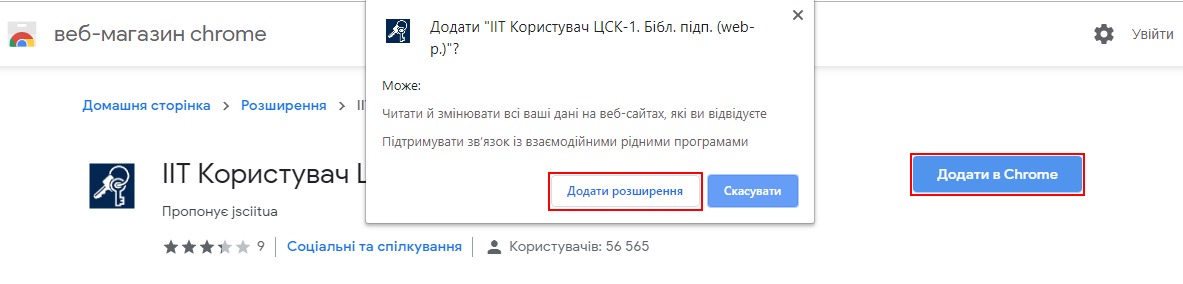 веб-магазин chrome
Увійти
Додати "ІІТ Користувач ЦСК-1. Бібл. підп. (web-
р.)"?
Може:
Читати й змінювати всі ваші дані на веб-сайтах, які ви відвідуєте
Підтримувати зв'язок із взаємодійними рідними програмами
Додати розширення
Скасувати
Домашня сторінка
Розширення
ІІТ Користувач
Додати в Chrome
Пропонує jsciitua
9
Соціальні та спілкування
Користувачів: 56 565